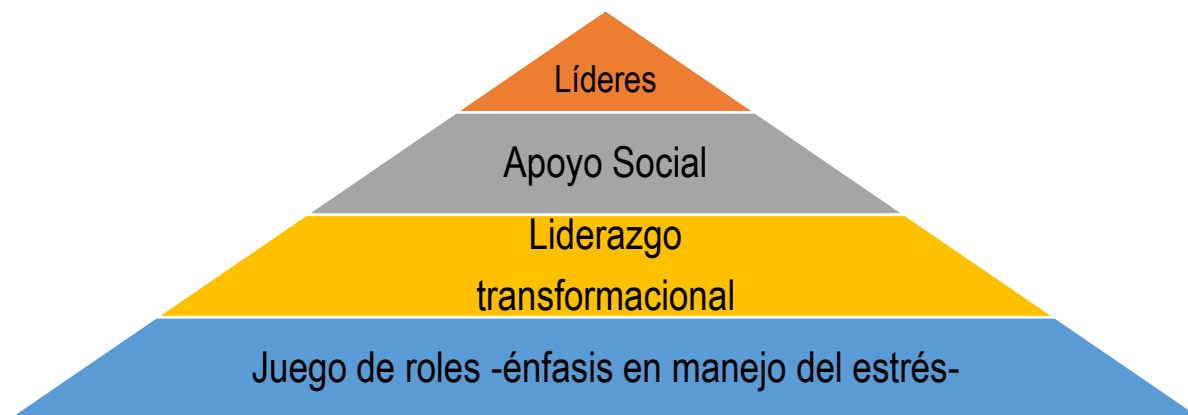 Líderes
Apoyo Social
Liderazgo
transformacional
Juego de roles -énfasis en manejo del estrés-